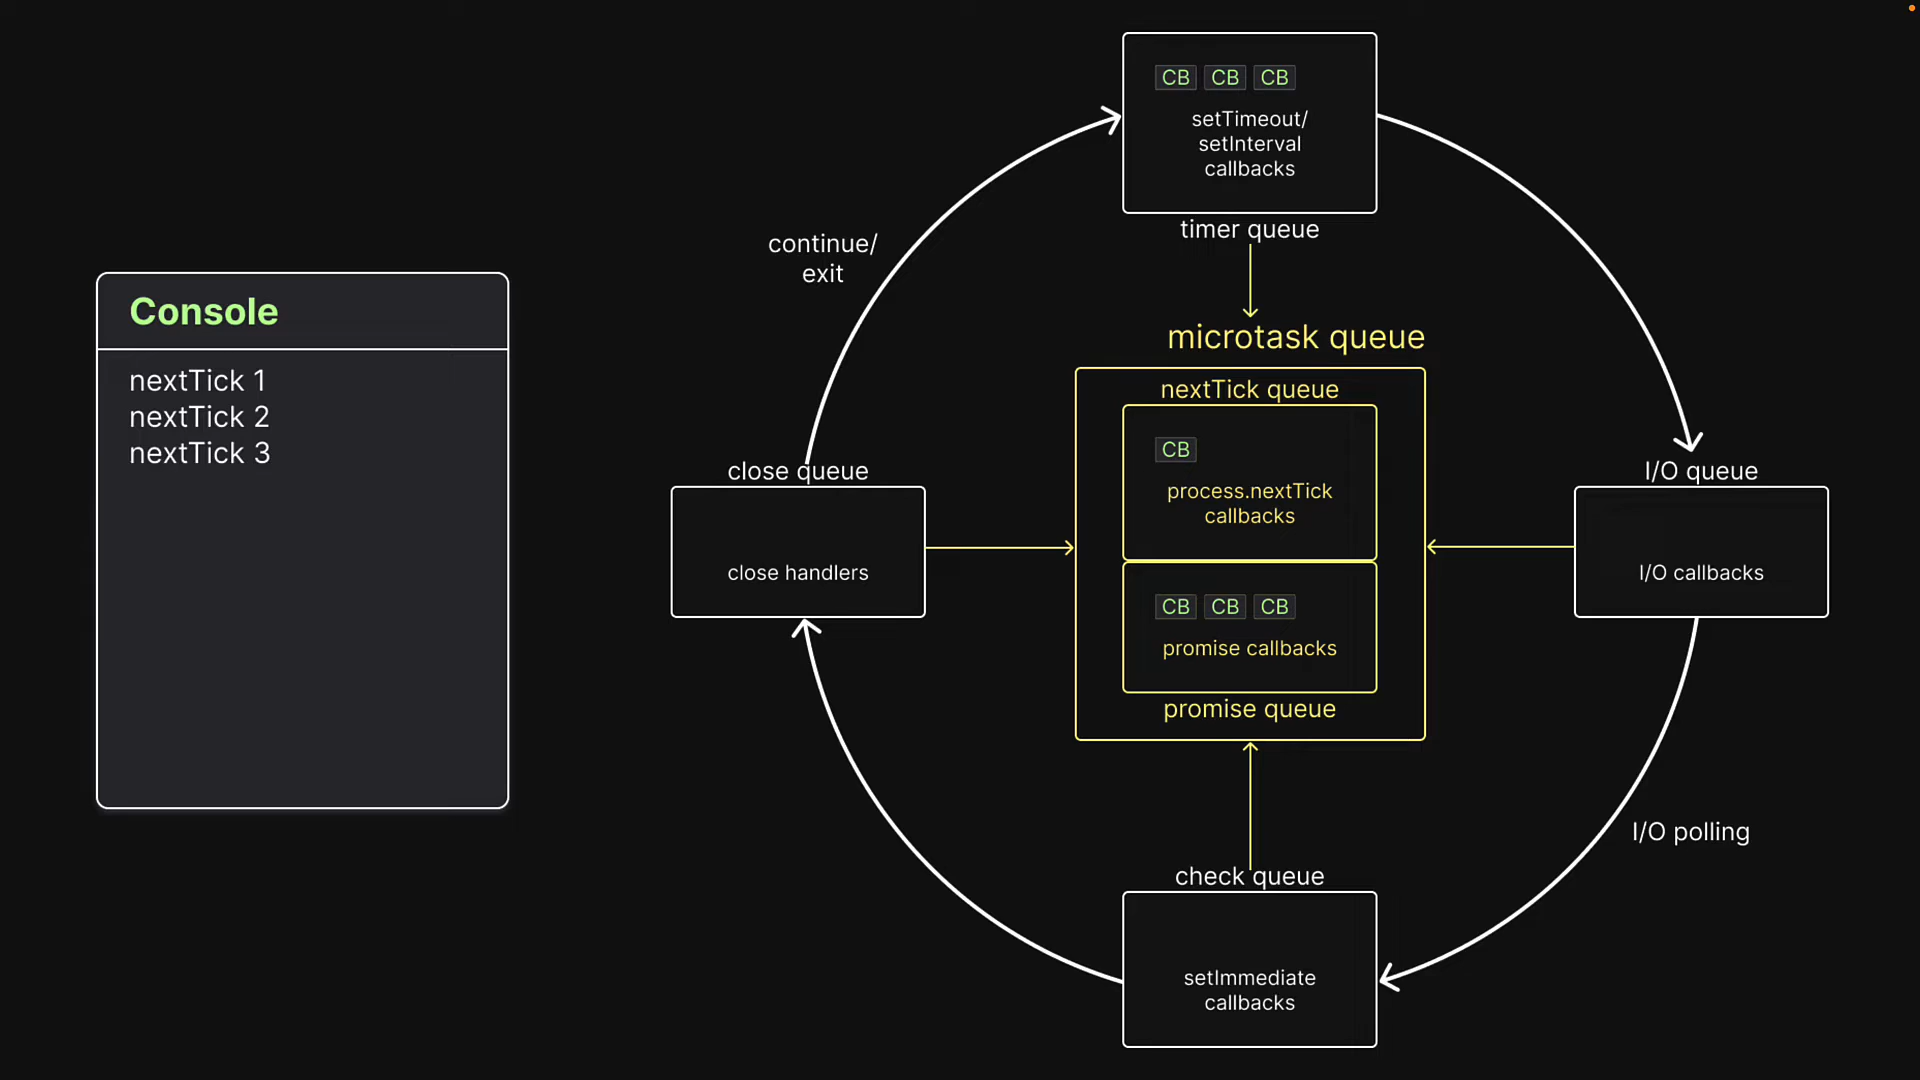 Console
nextTick 1
nextTick 2
nextTick 3
CB CB CB
setTimeout/
setInterval
callbacks
timer queue
continue/
exit
microtask queue
nextTick queue
CB
process.nextTick
callbacks
CB CB CB
promise callbacks
promise queue
close queue
close handlers
I/O queue
I/O callbacks
I/O polling
check queue
setImmediate
callbacks